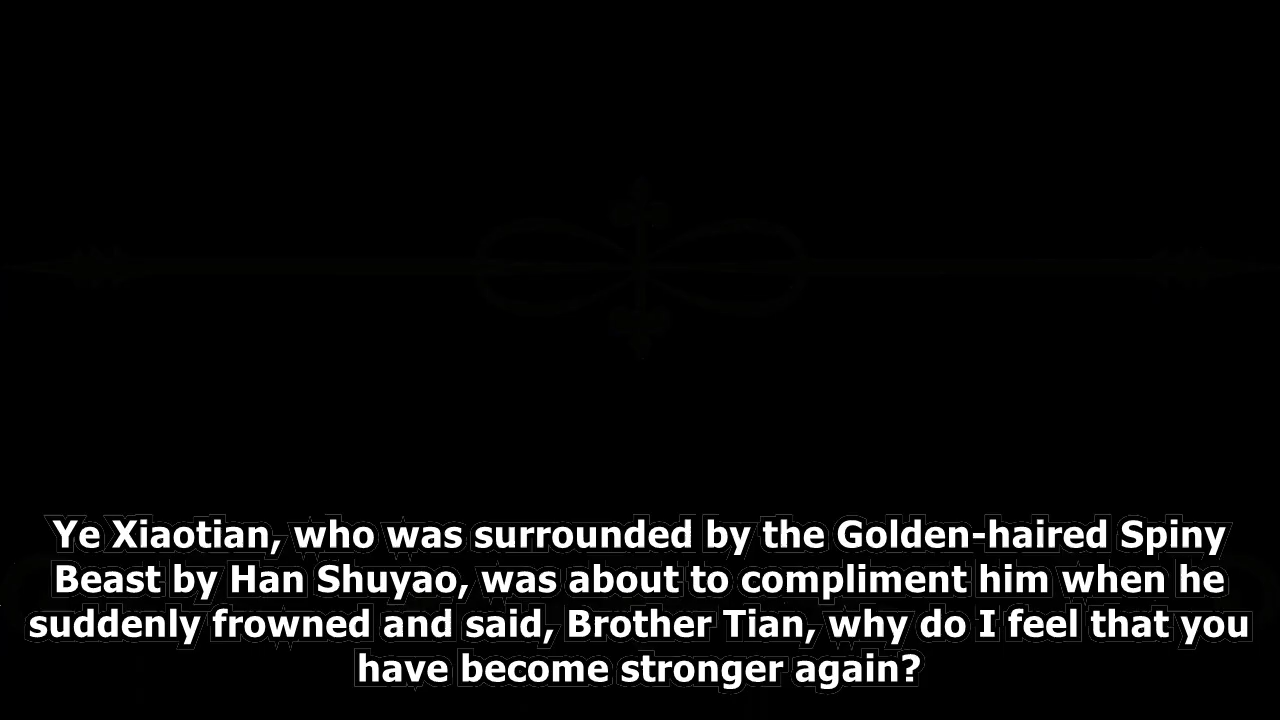 Ye Xiaotian, who was surrounded by the Golden-haired Spiny
Beast by Han Shuyao, was about to compliment him when he
suddenly frowned and said, Brother Tian, why do I feel that you
have become stronger again?